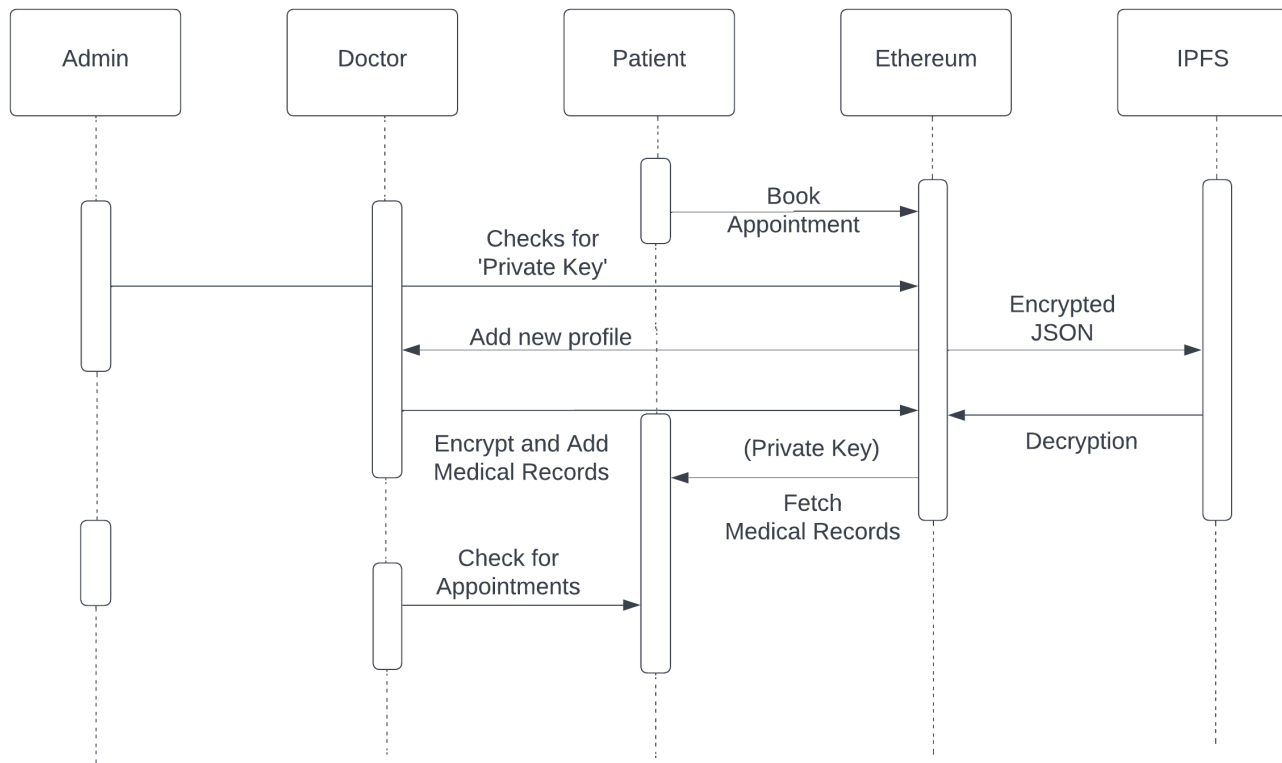 Admin
Doctor
Patient
Ethereum
IPFS
Book
Appointment
Checks for
'Private Key'
Encrypted
JSON
Add new profile
Encrypt and Add
Medical Records
(Private Key)
Decryption
Fetch
Medical Records
Check for
Appointments